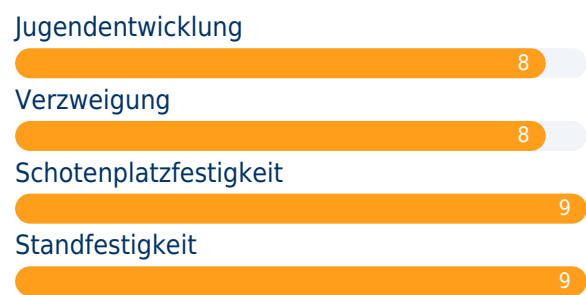 Jugendentwicklung
8
Verzweigung
8
Schotenplatzfestigkeit
9
Standfestigkeit
9